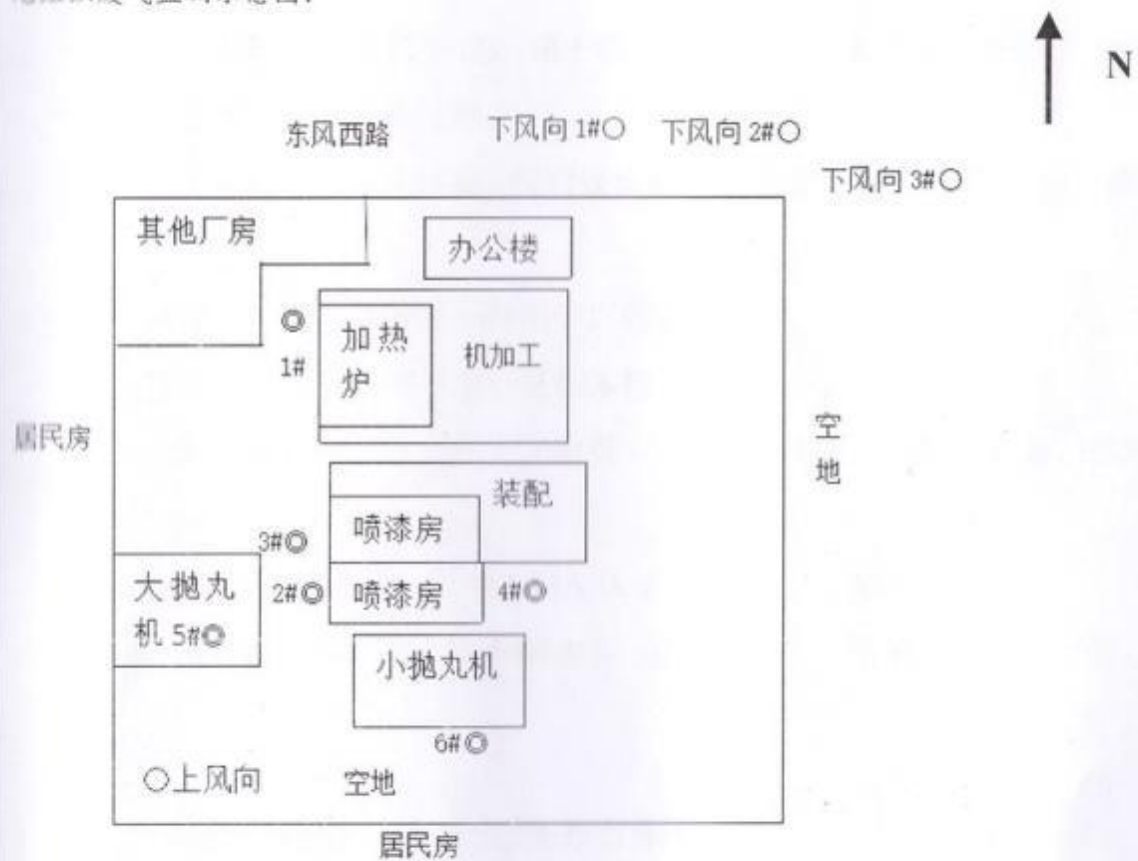 N
东风西路 下风向 1#○ 下风向 2#○
下风向 3#○
其他厂房
办公楼
◎
1#
加热
炉
机加工
居民房
空
地
装配
喷漆房
3#◎
大抛丸
机 5#◎
2#◎
喷漆房
4#◎
小抛丸机
6#◎
○上风向
空地
居民房